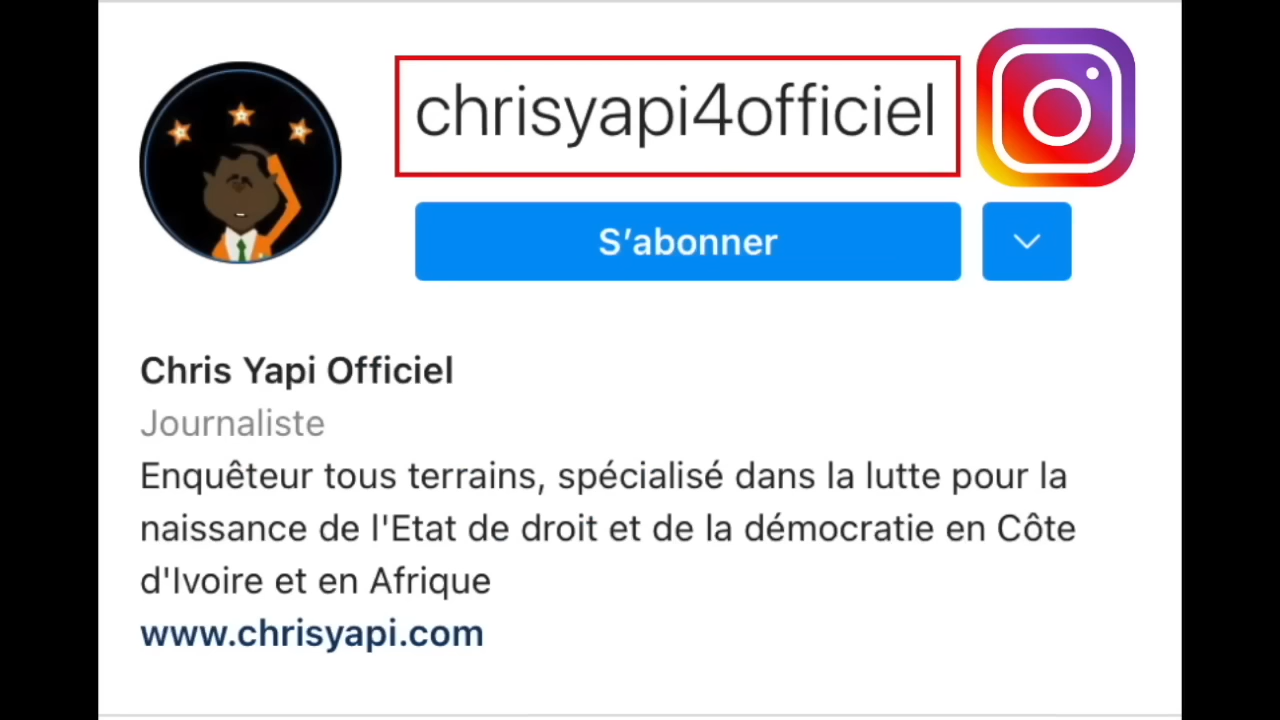 chrisyapi4officiel
S’abonner
Chris Yapi Officiel
Journaliste
Enquêteur tous terrains, spécialisé dans la lutte pour la
naissance de l'Etat de droit et de la démocratie en Côte
d'Ivoire et en Afrique
www.chrisyapi.com